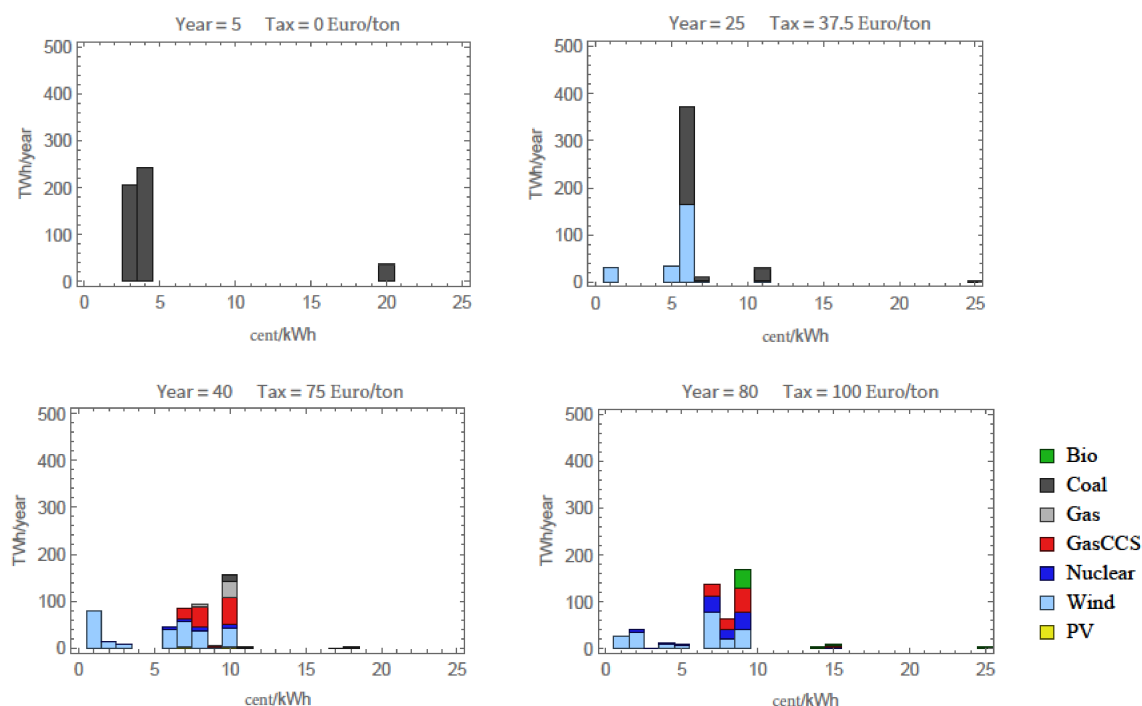 Year = 5 Tax = 0 Euro/ton
500
400
300
200
100
0
TWh/year
0 5 10 15 20 25
cent/kWh
Year = 25 Tax = 37.5 Euro/ton
500
400
300
200
100
0
TWh/year
0 5 10 15 20 25
cent/kWh
Year = 40 Tax = 75 Euro/ton
500
400
300
200
100
0
TWh/year
0 5 10 15 20 25
cent/kWh
Year = 80 Tax = 100 Euro/ton
500
400
300
200
100
0
TWh/year
0 5 10 15 20 25
cent/kWh
Bio
Coal
Gas
GasCCS
Nuclear
Wind
PV